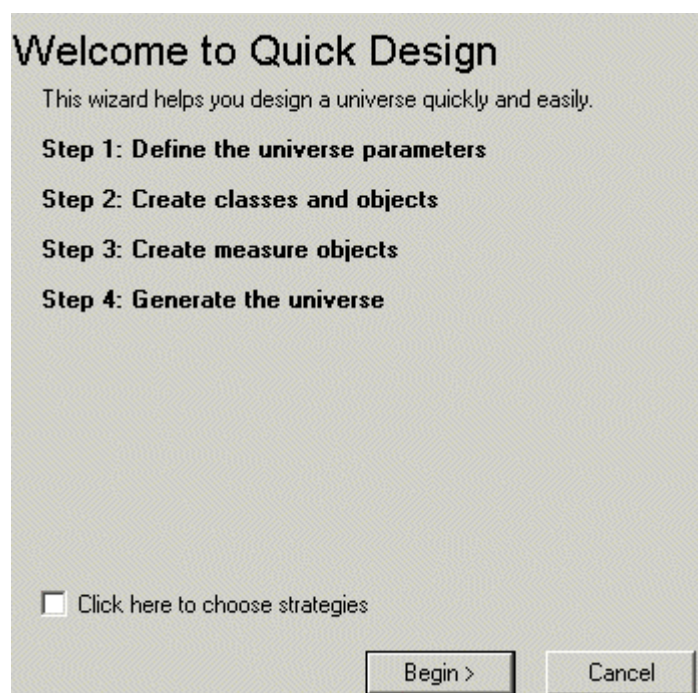 Welcome to Quick Design
This wizard helps you design a universe quickly and easily.
Step 1: Define the universe parameters
Step 2: Create classes and objects
Step 3: Create measure objects
Step 4: Generate the universe
Click here to choose strategies
Begin >
Cancel